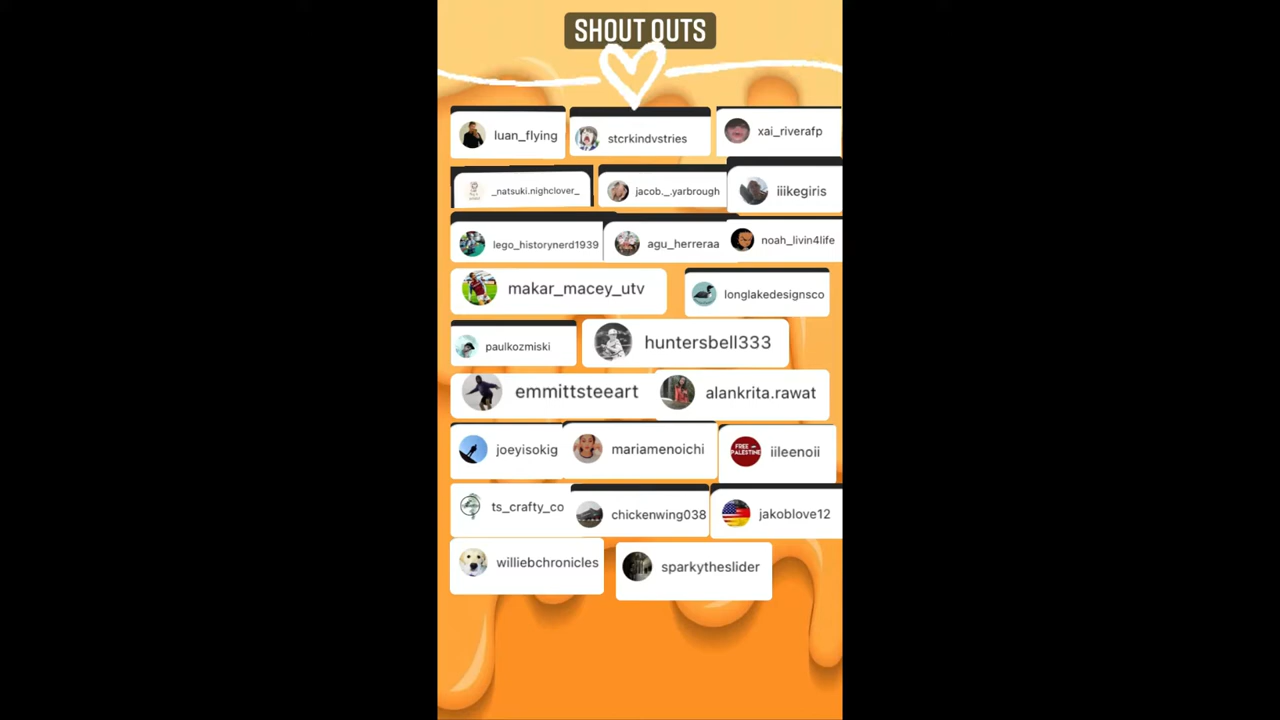 SHOUT OUTS
luan_flying stcrkindvstries xai_riverafp
_natsuki.nighclover_ jacob._.yarbrough iiikegiris
lego_historynerd1939 agu_herreraa noah_livin4life
makar_macey_utv longlakedesignsco
paulkozmiski huntersbell333
emmittsteeart alankrita.rawat
joeyisokig mariamenoichi FREE PALESTINE iileenoii
ts_crafty_co chickenwing038 jakoblove12
williebchronicles sparkytheslider